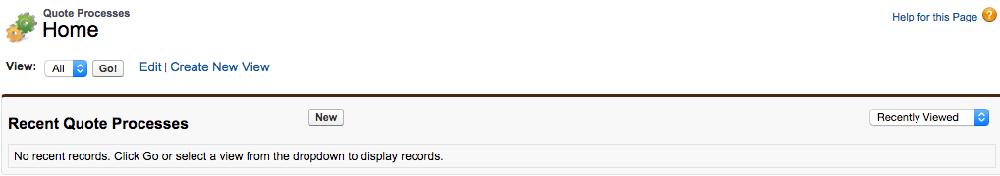 Quote Processes
Home
Help for this Page ?
View: All Go! Edit | Create New View
Recent Quote Processes New Recently Viewed
No recent records. Click Go or select a view from the dropdown to display records.